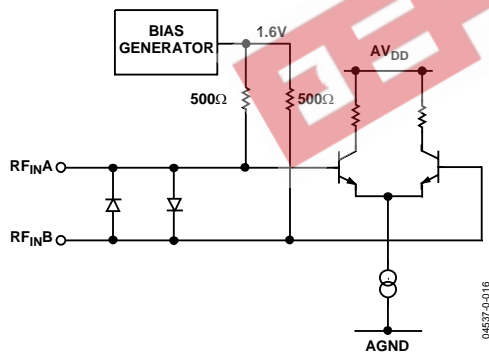 BIAS
GENERATOR
1.6V
AVDD
500Ω
500Ω
RFINA
RFINB
AGND
04537-0-016